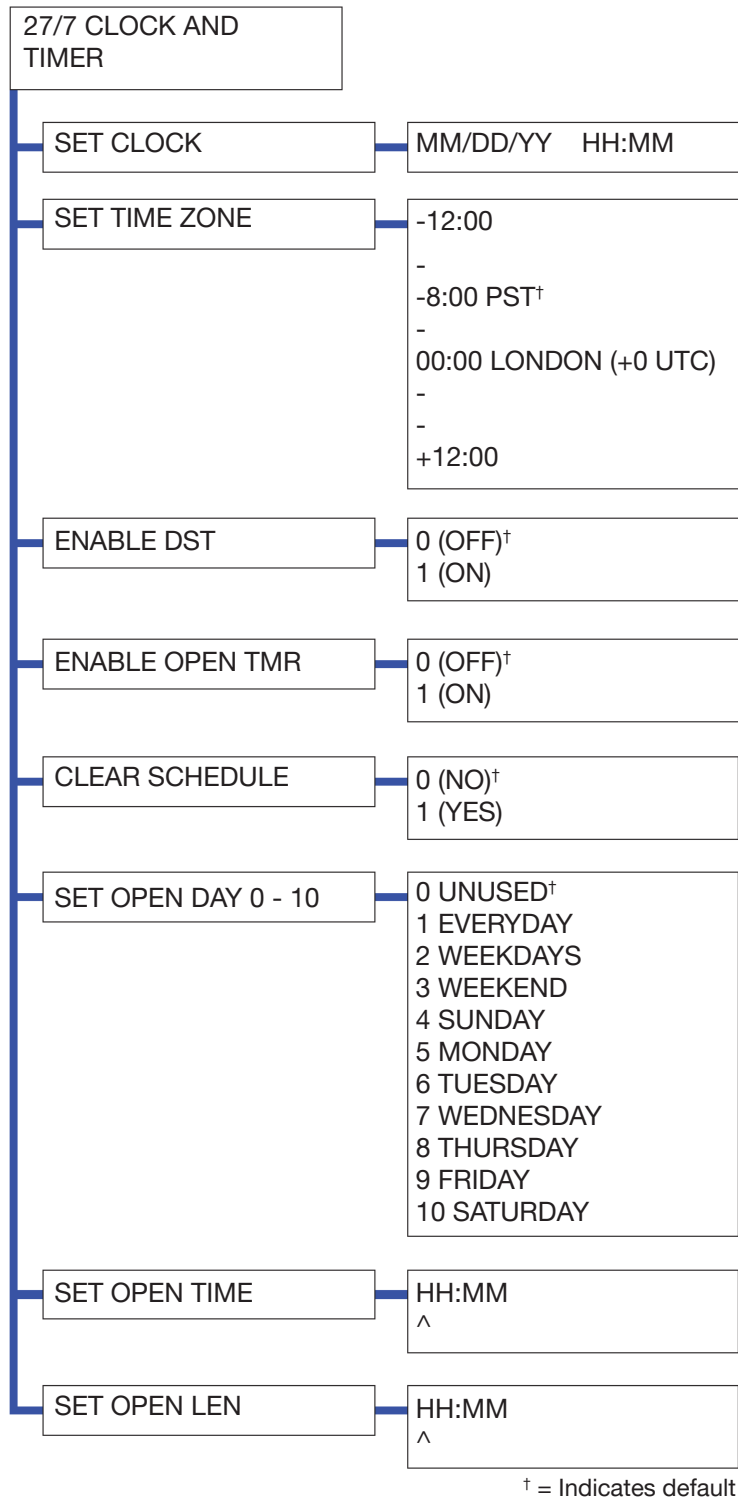 27/7 CLOCK AND
TIMER
SET CLOCK
MM/DD/YY HH:MM
SET TIME ZONE
-12:00
-
-8:00 PST†
-
00:00 LONDON (+0 UTC)
-
-
+12:00
ENABLE DST
0 (OFF)†
1 (ON)
ENABLE OPEN TMR
0 (OFF)†
1 (ON)
CLEAR SCHEDULE
0 (NO)†
1 (YES)
SET OPEN DAY 0 - 10
0 UNUSED†
1 EVERYDAY
2 WEEKDAYS
3 WEEKEND
4 SUNDAY
5 MONDAY
6 TUESDAY
7 WEDNESDAY
8 THURSDAY
9 FRIDAY
10 SATURDAY
SET OPEN TIME
HH:MM
^
SET OPEN LEN
HH:MM
^
† = Indicates default